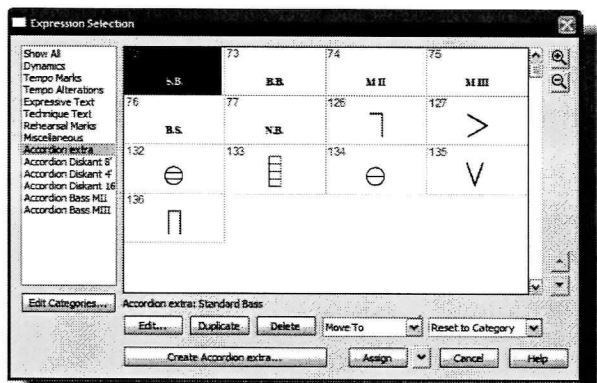 Expression Selection
Show All
Dynamics
Tempo Marks
Tempo Alterations
Expressive Text
Technique Text
Rehearsal Marks
Miscellaneous
Accordion extra
Accordion Diskant 8'
Accordion Diskant 4'
Accordion Diskant 16
Accordion Bass MII
Accordion Bass MIII
73 74 75
S.B. B.B. M II M III
76 77 126 127
B.S. N.B.
132 133 134 135
136
Edit Categories...
Accordion extra: Standard Bass
Edit... Duplicate Delete Move To Reset to Category
Create Accordion extra... Assign Cancel Help